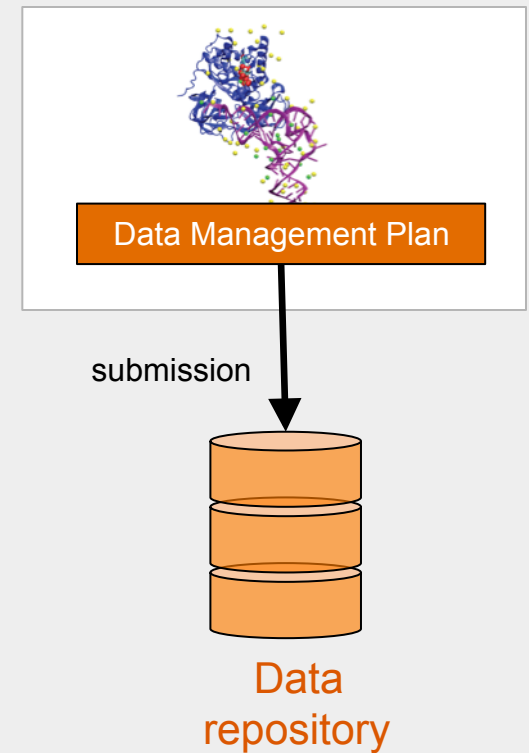 Data Management Plan
submission
Data
repository